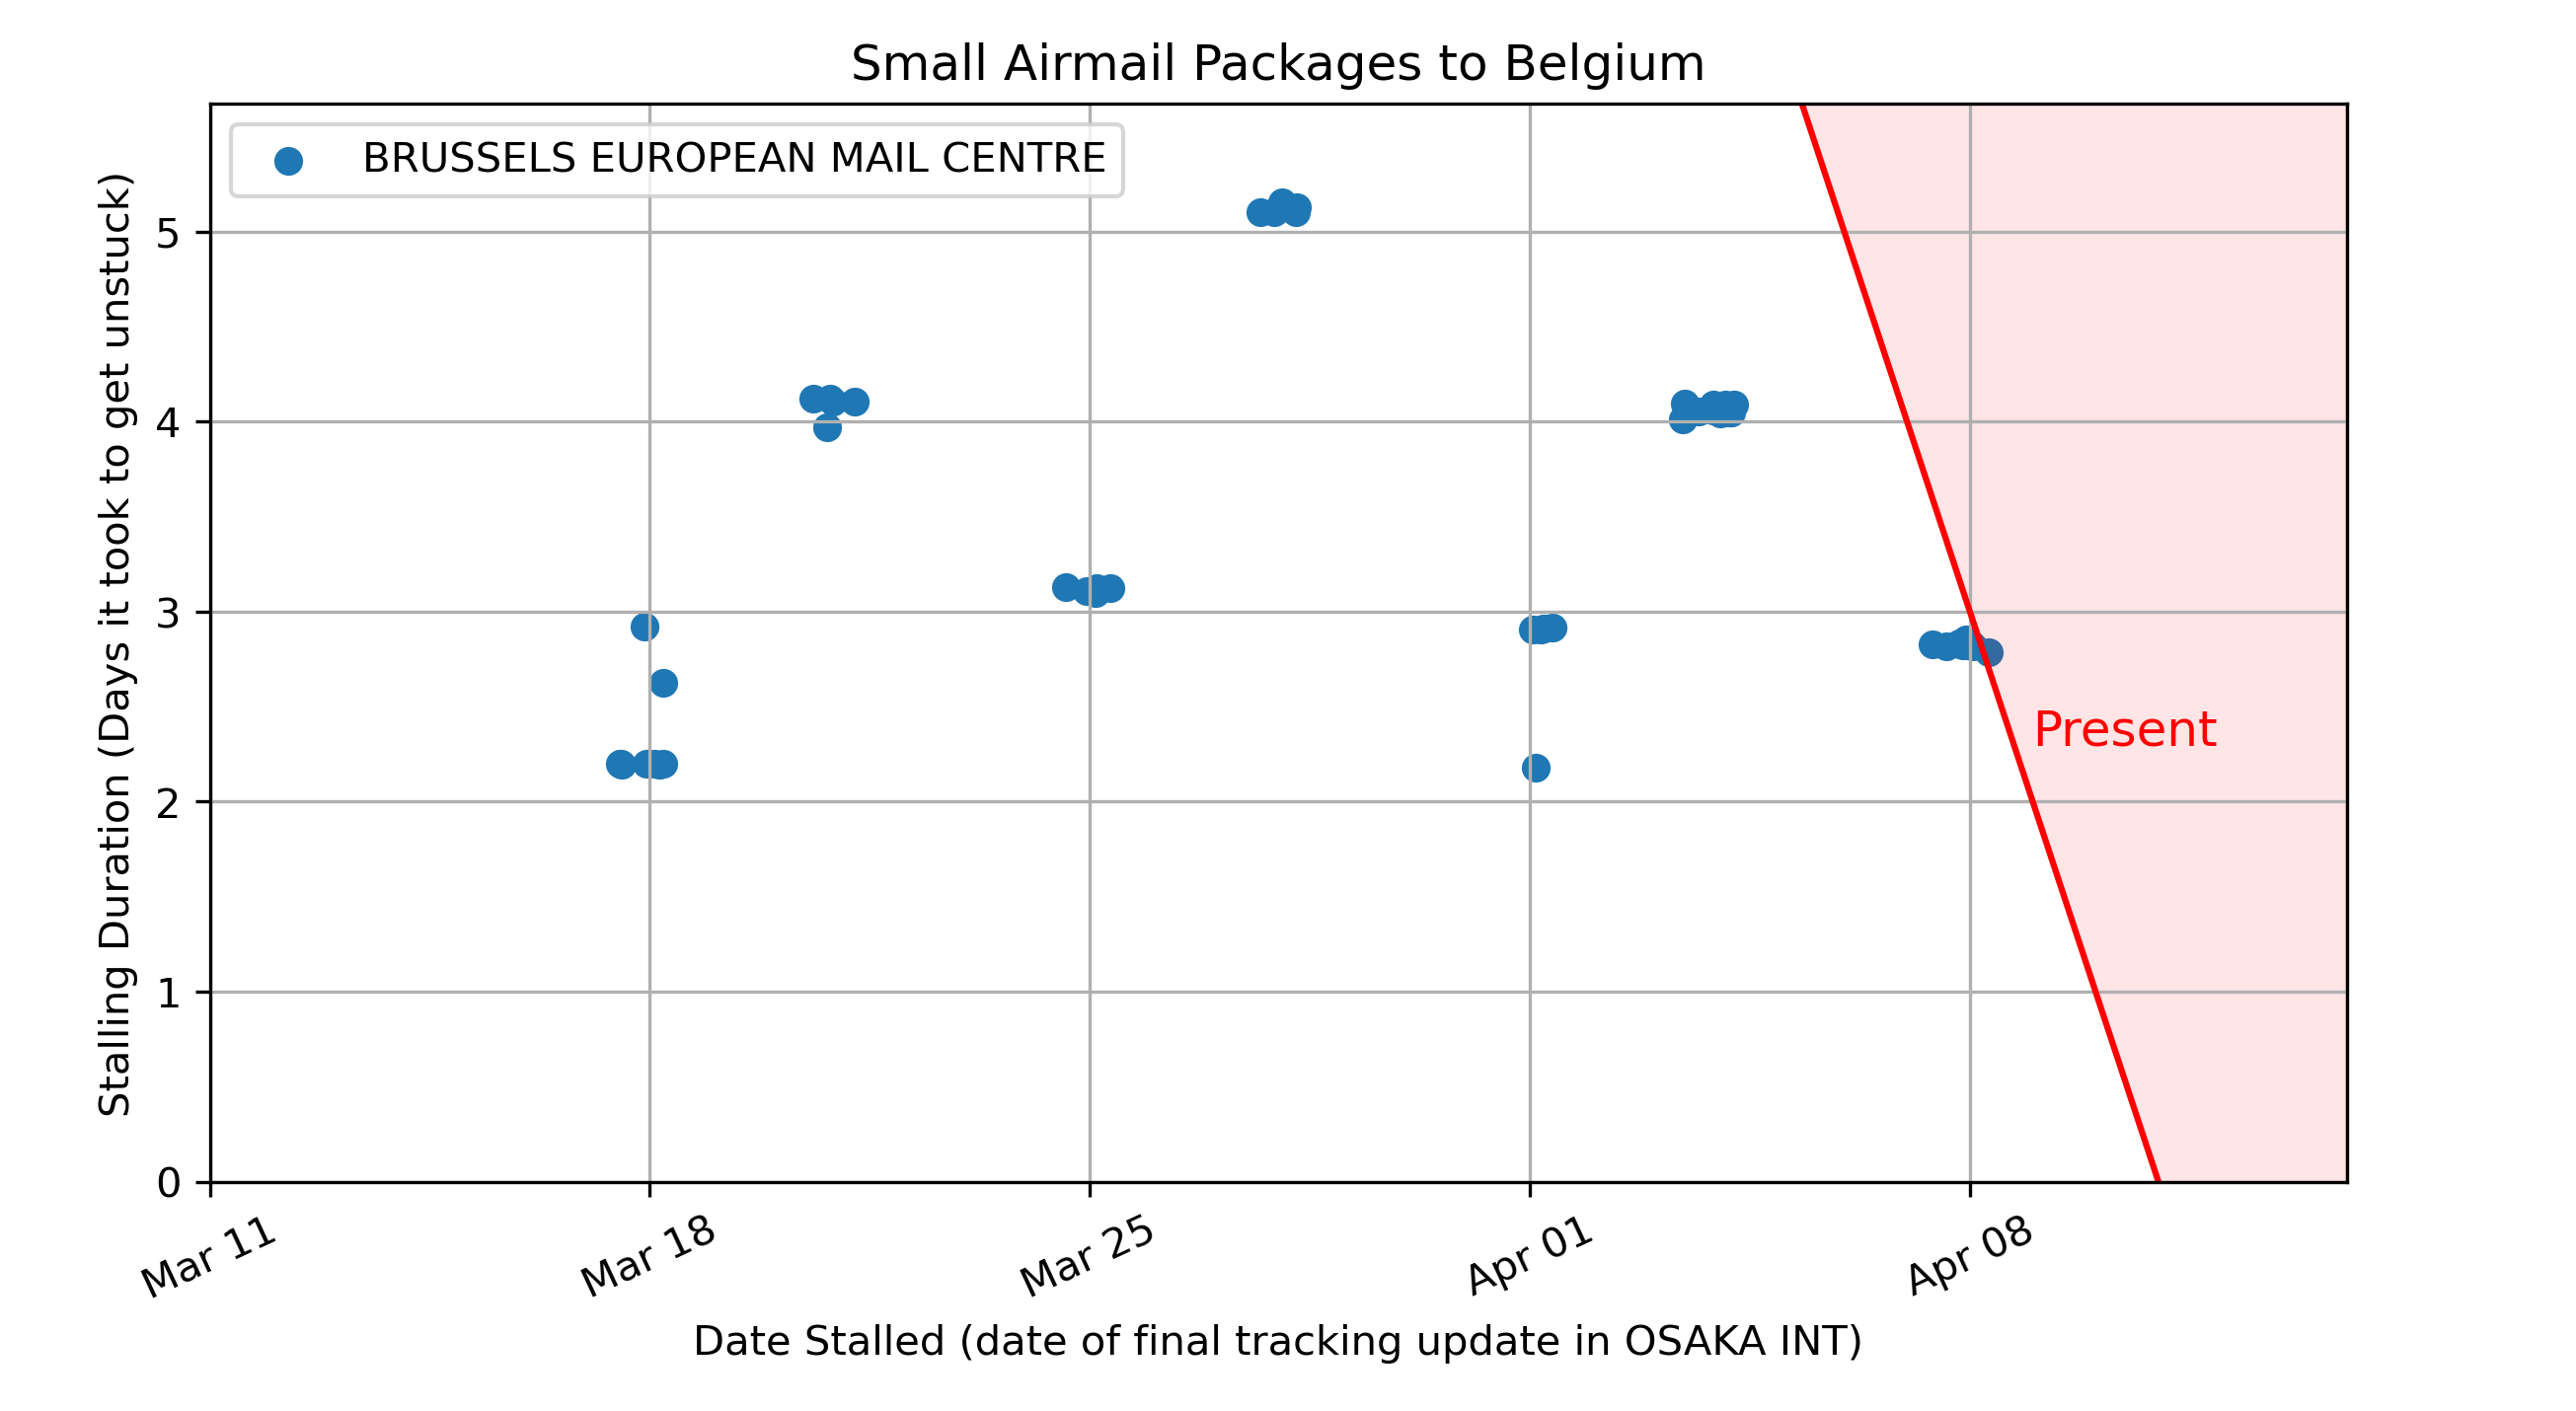 Small Airmail Packages to Belgium
BRUSSELS EUROPEAN MAIL CENTRE
Stalling Duration (Days it took to get unstuck)
5
4
3
2
1
0
Present
Mar 11
Mar 18
Mar 25
Apr 01
Apr 08
Date Stalled (date of final tracking update in OSAKA INT)